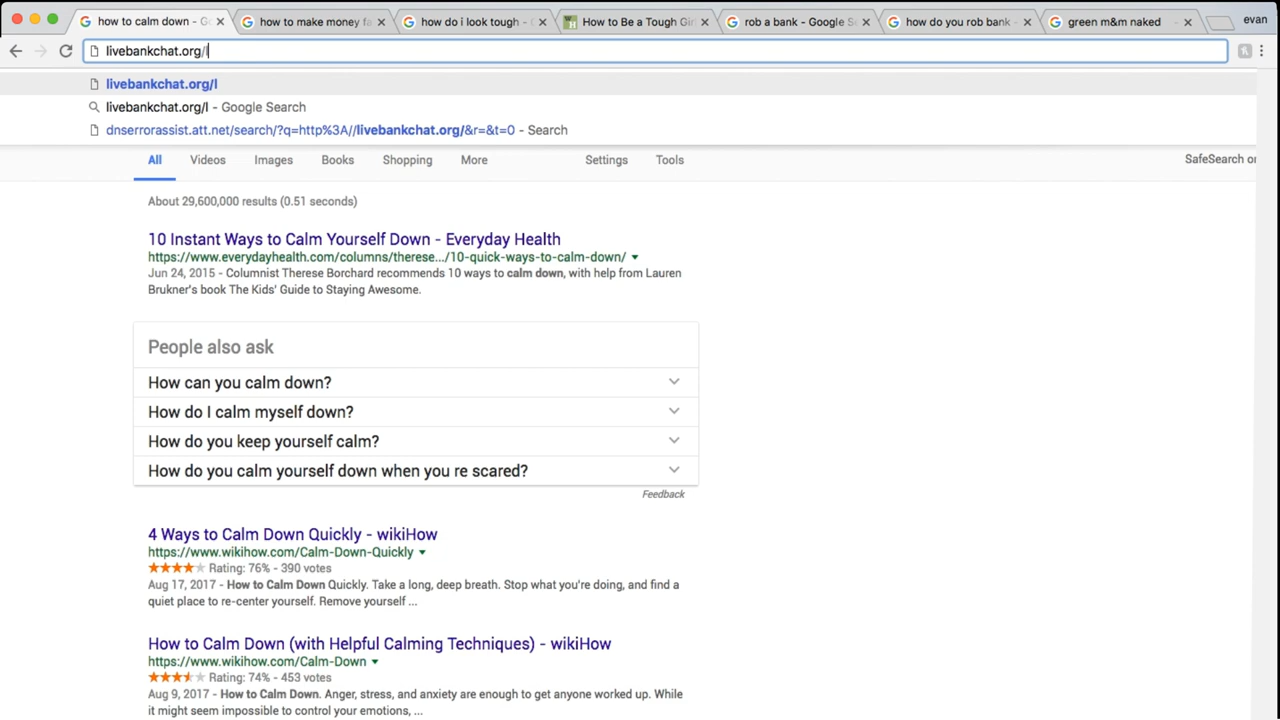 how to calm down - G
how to make money fa
how do i look tough - G
How to Be a Tough Gir
rob a bank - Google Se
how do you rob bank -
green m&m naked
evan
livebankchat.org/l
livebankchat.org/l
livebankchat.org/l - Google Search
dnserrorassist.att.net/search/?q=http%3A//livebankchat.org/&r=&t=0 - Search
All Videos Images Books Shopping More Settings Tools SafeSearch on
About 29,600,000 results (0.51 seconds)
10 Instant Ways to Calm Yourself Down - Everyday Health
https://www.everydayhealth.com/columns/therese.../10-quick-ways-to-calm-down/
Jun 24, 2015 - Columnist Therese Borchard recommends 10 ways to calm down, with help from Lauren
Brukner's book The Kids' Guide to Staying Awesome.
People also ask
How can you calm down?
How do I calm myself down?
How do you keep yourself calm?
How do you calm yourself down when you re scared?
Feedback
4 Ways to Calm Down Quickly - wikiHow
https://www.wikihow.com/Calm-Down-Quickly
Rating: 76% - 390 votes
Aug 17, 2017 - How to Calm Down Quickly. Take a long, deep breath. Stop what you're doing, and find a
quiet place to re-center yourself. Remove yourself ...
How to Calm Down (with Helpful Calming Techniques) - wikiHow
https://www.wikihow.com/Calm-Down
Rating: 74% - 453 votes
Aug 9, 2017 - How to Calm Down. Anger, stress, and anxiety are enough to get anyone worked up. While
it might seem impossible to control your emotions, ...